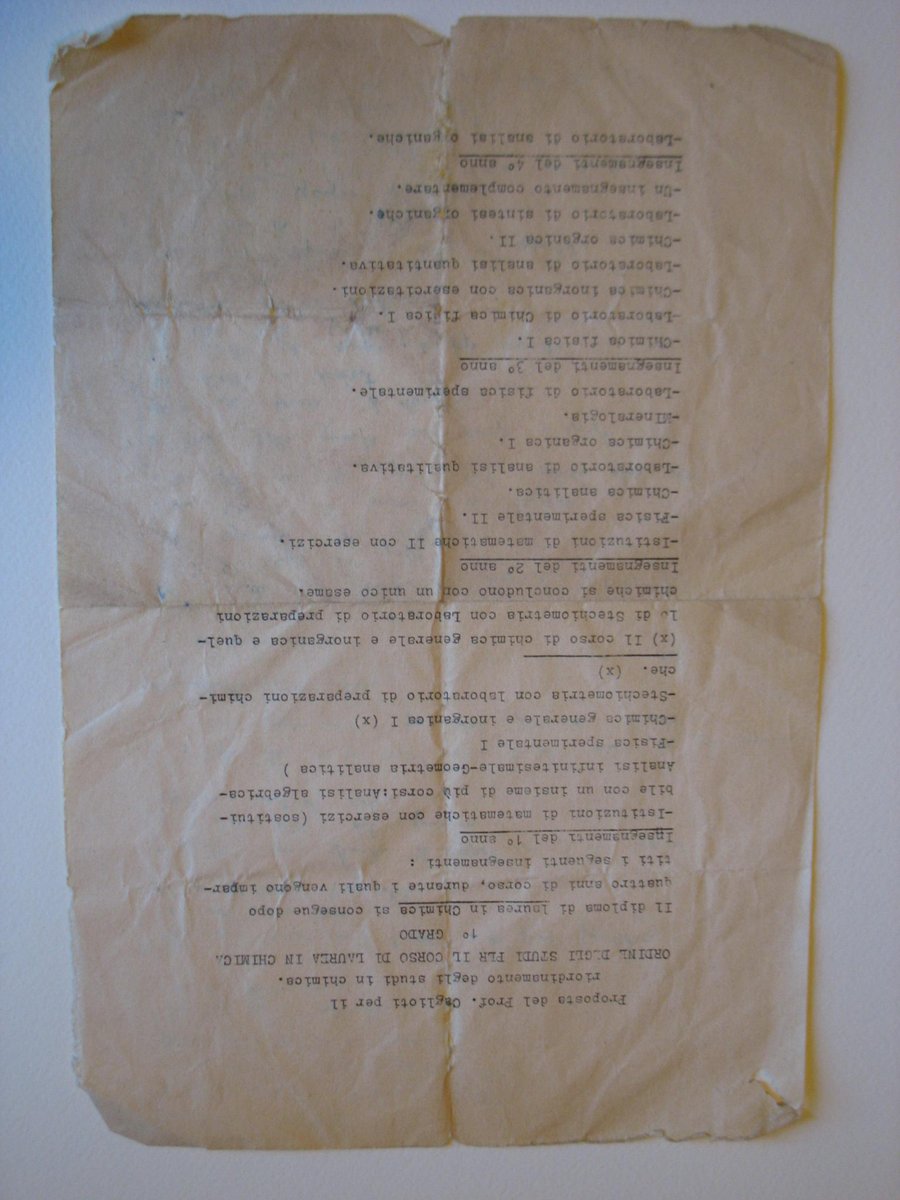 Proposta del Prof. Caglioti per il
riordinamento degli studi in chimica.
ORDINE DEGLI STUDI PER IL CORSO DI LAUREA IN CHIMICA
1° GRADO
Il diploma di laurea in Chimica si consegue dopo
quattro anni di corso, durante i quali vengono impar-
titi i seguenti insegnamenti :
Insegnamenti del 1° anno
-Istituzioni di matematiche con esercizi (sostitui-
bile con un insieme di più corsi:Analisi algebrica-
Analisi infinitesimale-Geometria analitica )
-Fisica sperimentale I
-Chimica generale e inorganica I (x)
-Stechiometria con laboratorio di preparazioni chimi-
che. (x)
(x) Il corso di chimica generale e inorganica e quel-
lo di Stechiometria con Laboratorio di preparazioni
chimiche si concludono con un unico esame.
Insegnamenti del 2° anno
-Istituzioni di matematiche II con esercizi.
-Fisica sperimentale II.
-Chimica analitica.
-Laboratorio di analisi qualitativa.
-Chimica organica I.
-Mineralogia.
-Laboratorio di fisica sperimentale.
Insegnamenti del 3° anno
-Chimica fisica I.
-Laboratorio di Chimica fisica I.
-Chimica inorganica con esercitazioni.
-Laboratorio di analisi quantitativa.
-Chimica organica II.
-Laboratorio di sintesi organiche.
-Un insegnamento complementare.
Insegnamenti del 4° anno
-Laboratorio di analisi organiche.